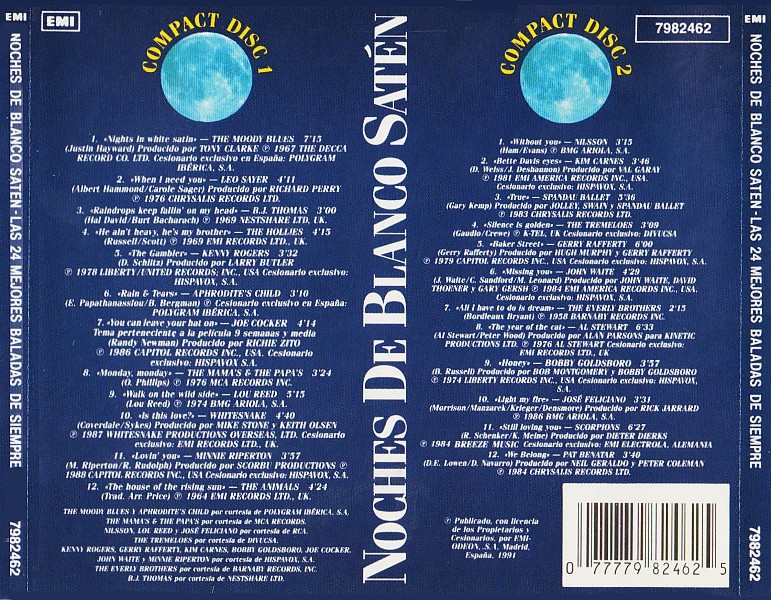 EMI
NOCHES DE BLANCO SATEN - LAS 24 MEJORES BALADAS DE SIEMPRE
7982462
EMI
COMPACT DISC 1
1. «Nights in white satin» — THE MOODY BLUES 7'15
(Justin Hayward) Producido por TONY CLARKE ℗ 1967 THE DECCA
RECORD CO. LTD. Cesionario exclusivo en España: POLYGRAM
IBÉRICA, S.A.
2. «When I need you» — LEO SAYER 4'11
(Albert Hammond/Carole Sager) Producido por RICHARD PERRY
℗ 1976 CHRYSALIS RECORDS LTD.
3. «Raindrops keep fallin' on my head» — B.J. THOMAS 3'00
(Hal David/Burt Bacharach) ℗ 1969 NESTSHARE LTD, UK.
4. «He ain't heavy, he's my brother» — THE HOLLIES 4'15
(Russell/Scott) ℗ 1969 EMI RECORDS LTD., UK.
5. «The Gambler» — KENNY ROGERS 3'32
(D. Schlitz) Producido por LARRY BUTLER
℗ 1978 LIBERTY/UNITED RECORDS; INC., USA Cesionario exclusivo:
HISPAVOX, S.A.
6. «Rain & Tears» — APHRODITE'S CHILD 3'10
(E. Papathanassiou/B. Bergman) ℗ Cesionario exclusivo en España:
POLYGRAM IBÉRICA, S.A.
7. «You can leave your hat on» — JOE COCKER 4'14
Tema perteneciente a la película 9 semanas y media
(Randy Newman) Producido por RICHIE ZITO
℗ 1986 CAPITOL RECORDS INC., USA. Cesionario
exclusivo: HISPAVOX, S.A.
8. «Monday, monday» — THE MAMA'S & THE PAPA'S 3'24
(O. Phillips) ℗ 1976 MCA RECORDS INC.
9. «Walk on the wild side» — LOU REED 5'15
(Lou Reed) ℗ 1974 BMG ARIOLA, S.A.
10. «Is this love?» — WHITESNAKE 4'40
(Coverdale/Sykes) Producido por MIKE STONE y KEITH OLSEN
℗ 1987 WHITESNAKE PRODUCTIONS OVERSEAS, LTD. Cesionario
exclusivo: EMI RECORDS LTD., UK.
11. «Lovin' you» — MINNIE RIPERTON 3'57
(M. Riperton/R. Rudolph) Producido por SCORBU PRODUCTIONS ℗
1988 CAPITOL RECORDS INC., USA Cesionario exclusivo: HISPAVOX, S.A.
12. «The house of the rising sun» — THE ANIMALS 4'24
(Trad. Arr. Price) ℗ 1964 EMI RECORDS LTD., UK.
THE MOODY BLUES Y APHRODITE'S CHILD por cortesía de POLYGRAM IBÉRICA, S.A.
THE MAMA'S & THE PAPA'S por cortesía de MCA RECORDS.
NILSSON, LOU REED y JOSÉ FELICIANO por cortesía de RCA.
THE TREMELOES por cortesía de DIVUCSA.
KENNY ROGERS, GERRY RAFFERTY, KIM CARNES, BOBBY GOLDSBORO, JOE COCKER.
JOHN WAITE y MINNIE RIPERTON por cortesía de HISPAVOX, S.A.
THE EVERLY BROTHERS por cortesía de BARNABY RECORDS, INC.
B.J. THOMAS por cortesía de NESTSHARE LTD.
NOCHES DE BLANCO SATÉN
COMPACT DISC 2
7982462
1. «Without you» — NILSSON 3'15
(Ham/Evans) ℗ BMG ARIOLA, S.A.
2. «Bette Davis eyes» — KIM CARNES 3'46
(D. Weiss/J. Deshannon) Producido por VAL GARAY
℗ 1981 EMI AMERICA RECORDS INC., USA.
Cesionario exclusivo: HISPAVOX, S.A.
3. «True» — SPANDAU BALLET 5'36
(Gary Kemp) Producido por JOLLEY, SWAIN y SPANDAU BALLET
℗ 1983 CHRYSALIS RECORDS LTD.
4. «Silence is golden» — THE TREMELOES 3'09
(Gaudio/Crewe) ℗ K-TEL, UK Cesionario exclusivo: DIVUCSA
5. «Baker Street» — GERRY RAFFERTY 6'00
(Gerry Rafferty) Producido por HUGH MURPHY y GERRY RAFFERTY
℗ 1979 CAPITOL RECORDS INC., USA Cesionario exclusivo: HISPAVOX, S.A.
6. «Missing you» — JOHN WAITE 4'29
(J. Waite/C. Sandford/M. Leonard) Producido por JOHN WAITE, DAVID
THOENER y GARY GERSH ℗ 1984 EMI AMERICA RECORDS INC., USA.
Cesionario exclusivo: HISPAVOX, S.A.
7. «All I have to do is dream» — THE EVERLY BROTHERS 2'15
(Bordleaux Bryant) ℗ 1958 BARNABY RECORDS INC.
8. «The year of the cat» — AL STEWART 6'33
(Al Stewart/Peter Wood) Producido por ALAN PARSONS para KINETIC
PRODUCTIONS LTD. ℗ 1976 AL STEWART Cesionario exclusivo:
EMI RECORDS LTD., UK
9. «Honey» — BOBBY GOLDSBORO 3'57
(B. Russell) Producido por BOB MONTGOMERY y BOBBY GOLDSBORO
℗ 1974 LIBERTY RECORDS INC., USA Cesionario exclusivo: HISPAVOX,
S.A.
10. «Light my fire» — JOSÉ FELICIANO 3'31
(Morrison/Manzarek/Krieger/Densmore) Producido por RICK JARRARD
℗ 1986 BMG ARIOLA, S.A.
11. «Still loving you» — SCORPIONS 6'27
(R. Schenker/K. Meine) Producido por DIETER DIERKS
℗ 1984 BREEZE MUSIC Cesionario exclusivo: EMI ELECTROLA, ALEMANIA
12. «We Belong» — PAT BENATAR 3'40
(D.E. Lowen/D. Navarro) Producido por NEIL GERALDO y PETER COLEMAN
℗ 1984 CHRYSALIS RECORDS LTD.
℗ Publicado, con licencia
de los Propietarios y
Cesionarios, por EMI-
ODEON, .S.A. Madrid,
España, 1991
0 77779 82462 5
EMI
NOCHES DE BLANCO SATEN - LAS 24 MEJORES BALADAS DE SIEMPRE
7982462